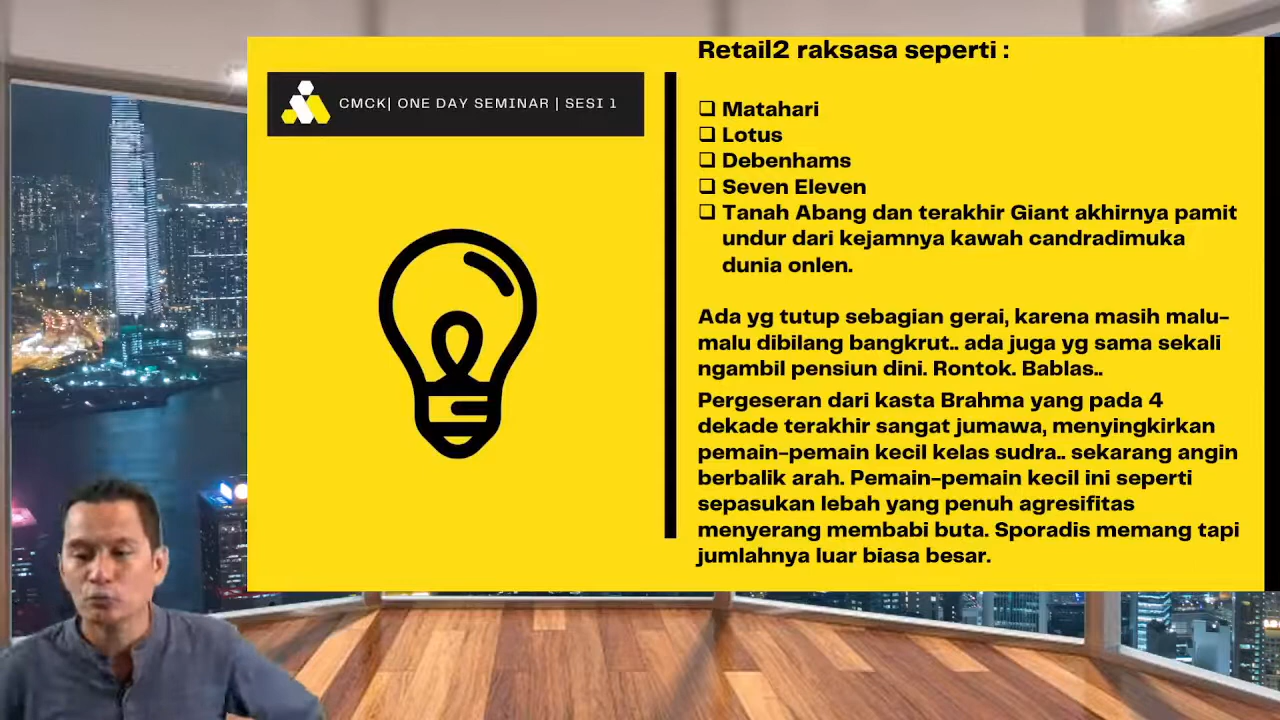 CMCK| ONE DAY SEMINAR | SESI 1
Retail2 raksasa seperti :
❑ Matahari
❑ Lotus
❑ Debenhams
❑ Seven Eleven
❑ Tanah Abang dan terakhir Giant akhirnya pamit
undur dari kejamnya kawah candradimuka
dunia onlen.
Ada yg tutup sebagian gerai, karena masih malu-
malu dibilang bangkrut.. ada juga yg sama sekali
ngambil pensiun dini. Rontok. Bablas..
Pergeseran dari kasta Brahma yang pada 4
dekade terakhir sangat jumawa, menyingkirkan
pemain-pemain kecil kelas sudra.. sekarang angin
berbalik arah. Pemain-pemain kecil ini seperti
sepasukan lebah yang penuh agresifitas
menyerang membabi buta. Sporadis memang tapi
jumlahnya luar biasa besar.